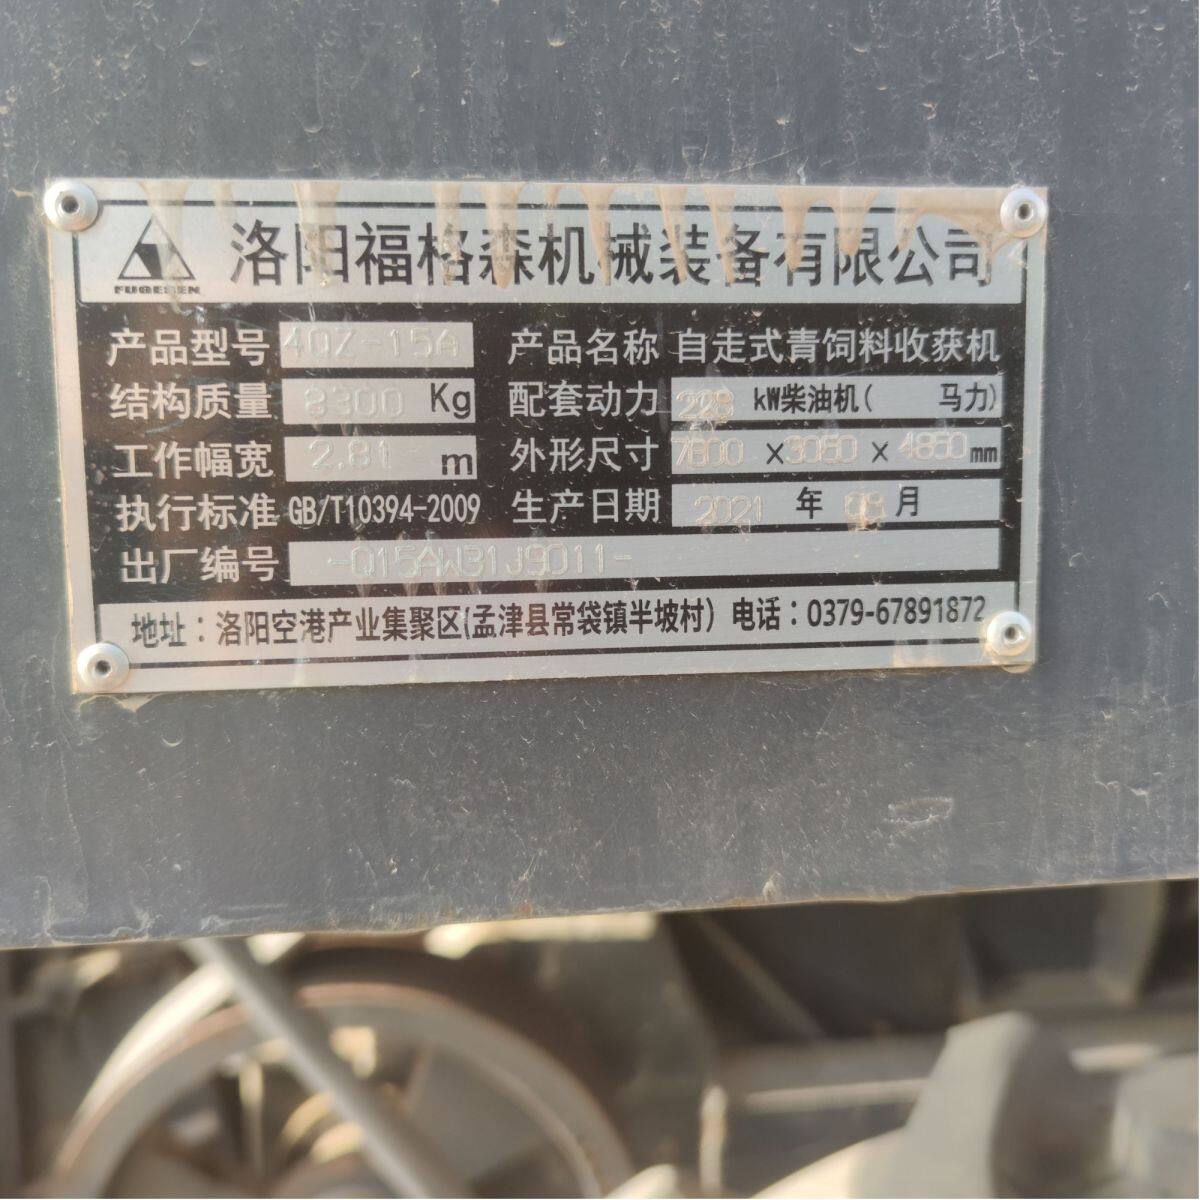 洛阳福格森机械装备有限公司
FUGESEN
产品型号 4QZ-15A 产品名称 自走式青饲料收获机
结构质量 8300 Kg 配套动力 228 kW柴油机( 马力)
工作幅宽 2.81 m 外形尺寸 7600 ×3050 × 4850 mm
执行标准 GB/T10394-2009 生产日期 2021 年 08 月
出厂编号 -Q15AW31J9011-
地址：洛阳空港产业集聚区(孟津县常袋镇半坡村) 电话：0379-67891872